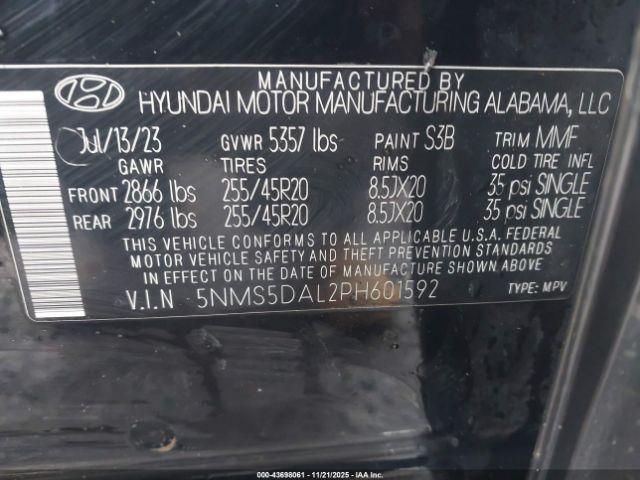 MANUFACTURED BY
HYUNDAI MOTOR MANUFACTURING ALABAMA, LLC
Jul/13/23 GVWR 5357 lbs PAINT S3B TRIM MMF
GAWR TIRES RIMS COLD TIRE INFL
FRONT 2866 lbs 255/45R20 8.5JX20 35 psi SINGLE
REAR 2976 lbs 255/45R20 8.5JX20 35 psi SINGLE
THIS VEHICLE CONFORMS TO ALL APPLICABLE U.S.A. FEDERAL
MOTOR VEHICLE SAFETY AND THEFT PREVENTION STANDARDS
IN EFFECT ON THE DATE OF MANUFACTURE SHOWN ABOVE.
V.I.N 5NMS5DAL2PH601592 TYPE: MPV
000-43698061 - 11/21/2025 - IAA Inc.